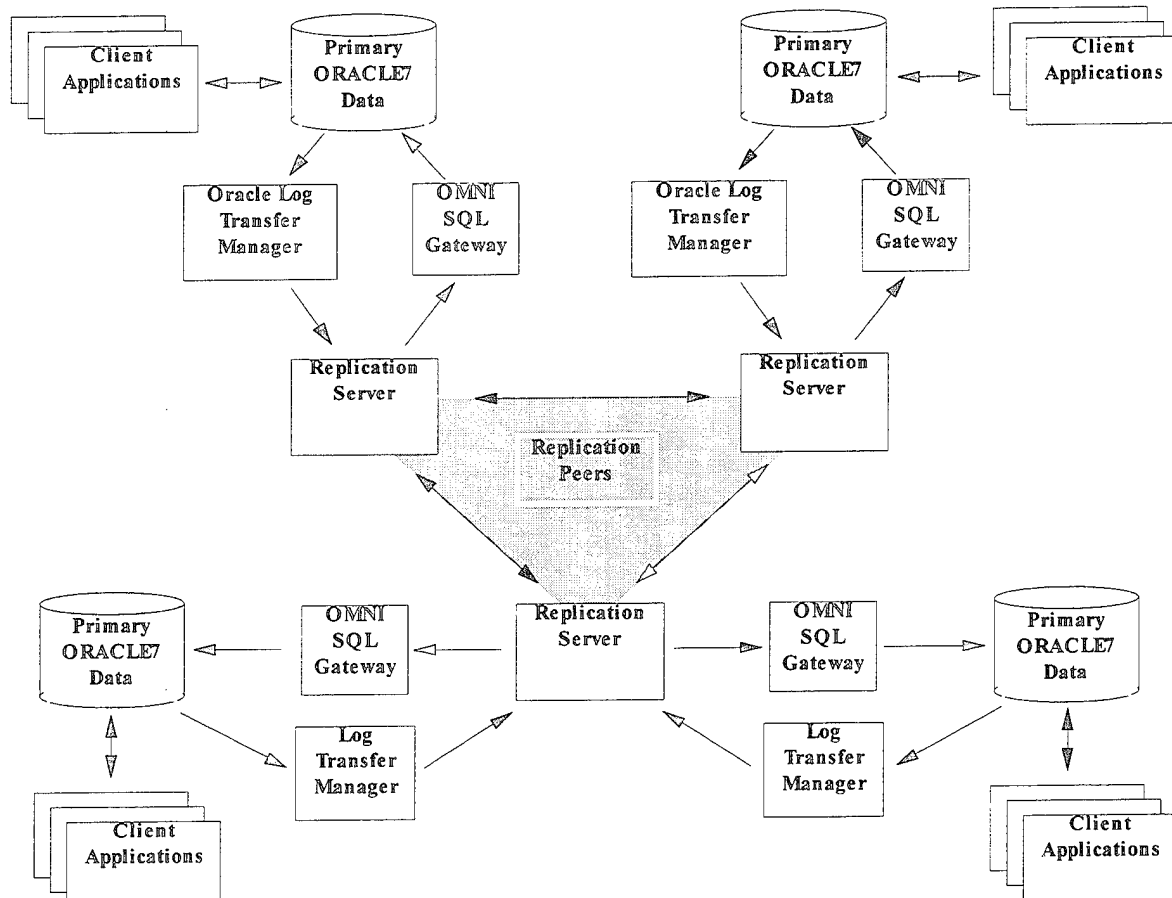 Client
Applications
Primary
ORACLE7
Data
Primary
ORACLE7
Data
Client
Applications
Oracle Log
Transfer
Manager
OMNI
SQL
Gateway
Oracle Log
Transfer
Manager
OMNI
SQL
Gateway
Replication
Server
Replication
Server
Replication
Peers
Primary
ORACLE7
Data
OMNI
SQL
Gateway
Replication
Server
OMNI
SQL
Gateway
Primary
ORACLE7
Data
Log
Transfer
Manager
Log
Transfer
Manager
Client
Applications
Client
Applications